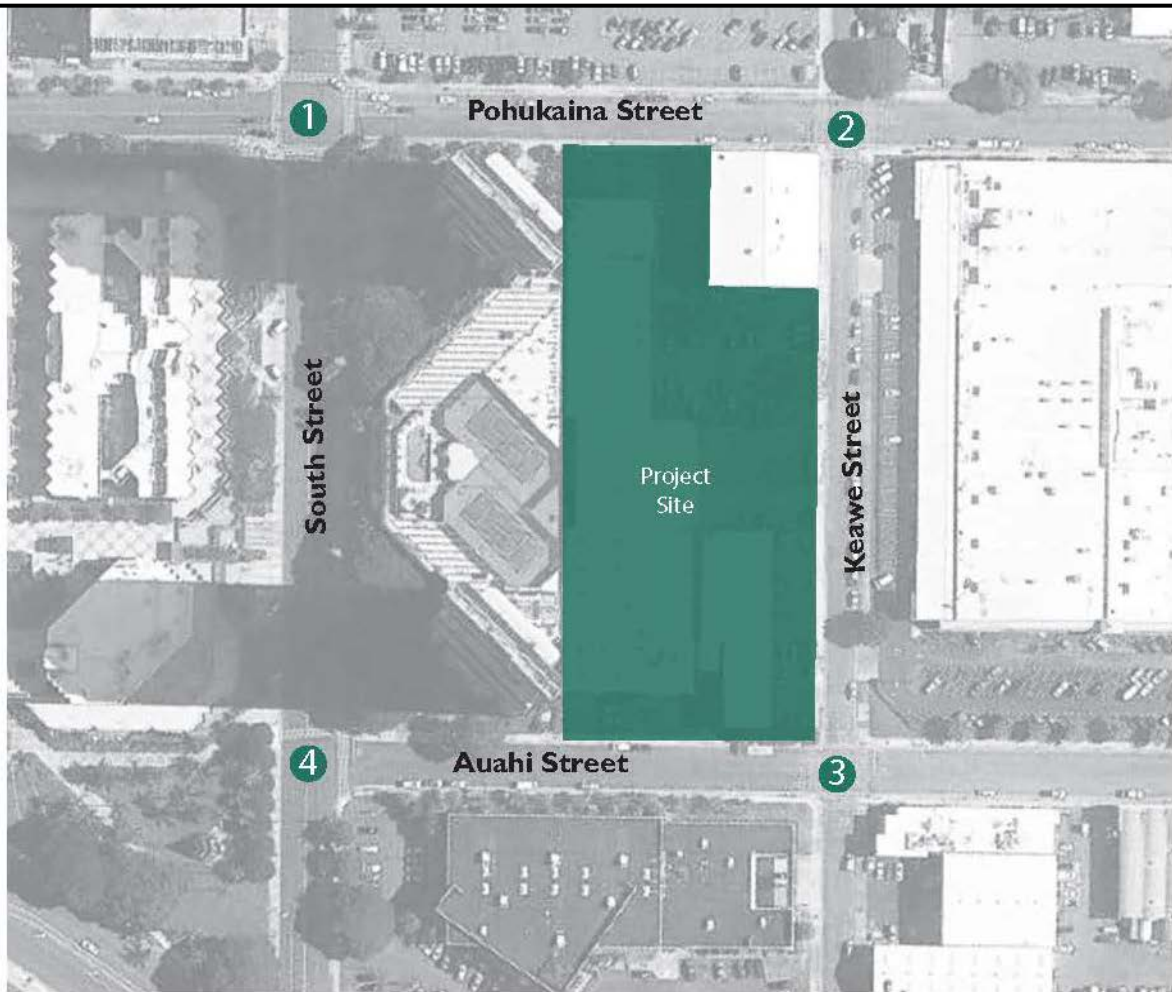 1
Pohukaina Street
2
South Street
Project
Site
Keawe Street
4
Auahi Street
3